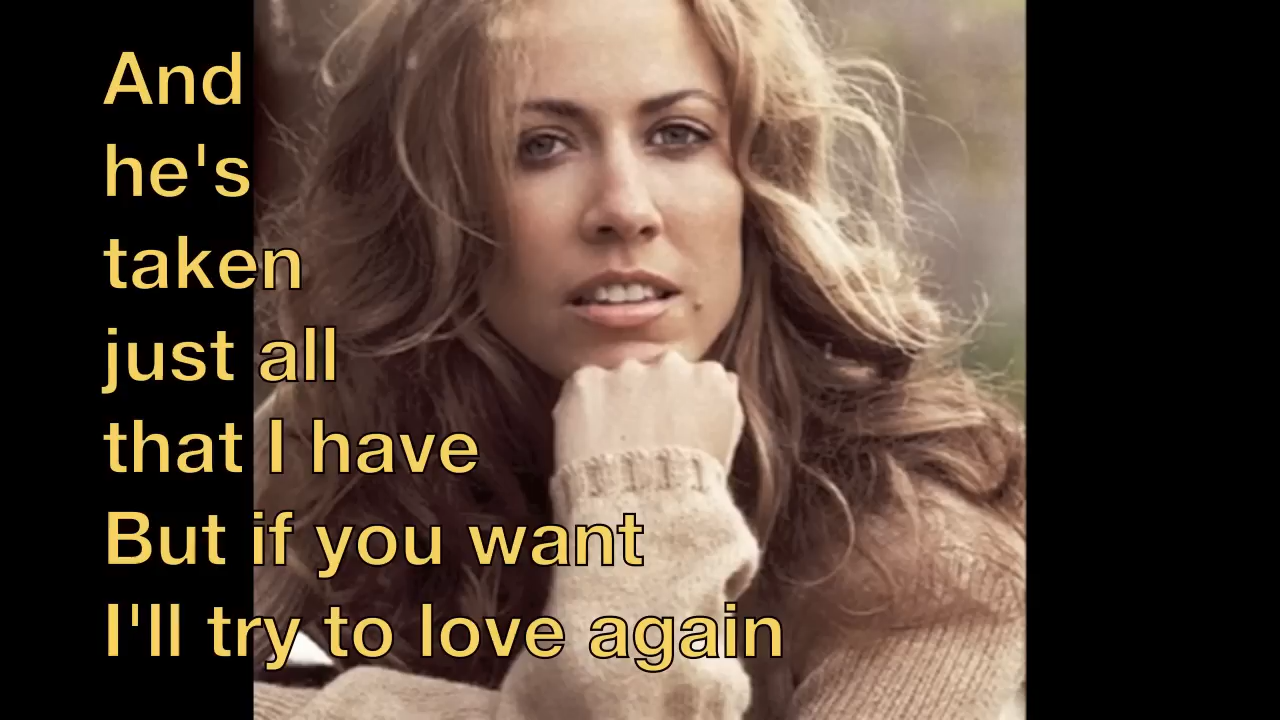 And
he's
taken
just all
that I have
But if you want
I'll try to love again